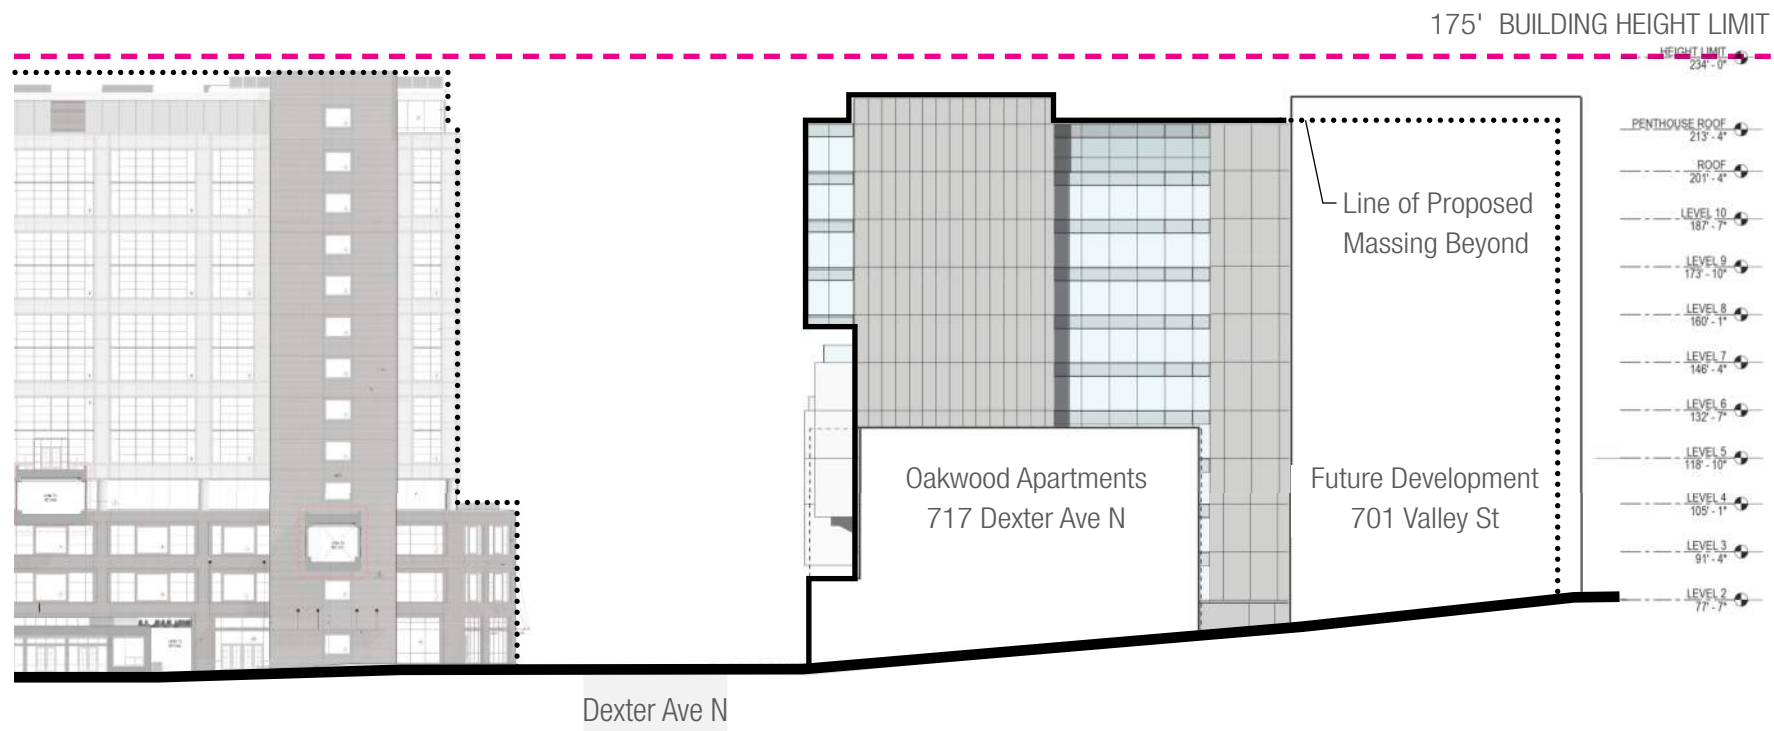 175' BUILDING HEIGHT LIMIT
HEIGHT LIMIT
234' - 0"
PENTHOUSE ROOF
213' - 4"
ROOF
201' - 4"
Line of Proposed
Massing Beyond
LEVEL 10
187' - 7"
LEVEL 9
173' - 10"
LEVEL 8
160' - 1"
LEVEL 7
146' - 4"
LEVEL 6
132' - 7"
LEVEL 5
118' - 10"
Oakwood Apartments
717 Dexter Ave N
Future Development
701 Valley St
LEVEL 4
105' - 1"
LEVEL 3
91' - 4"
LEVEL 2
77' - 7"
Dexter Ave N